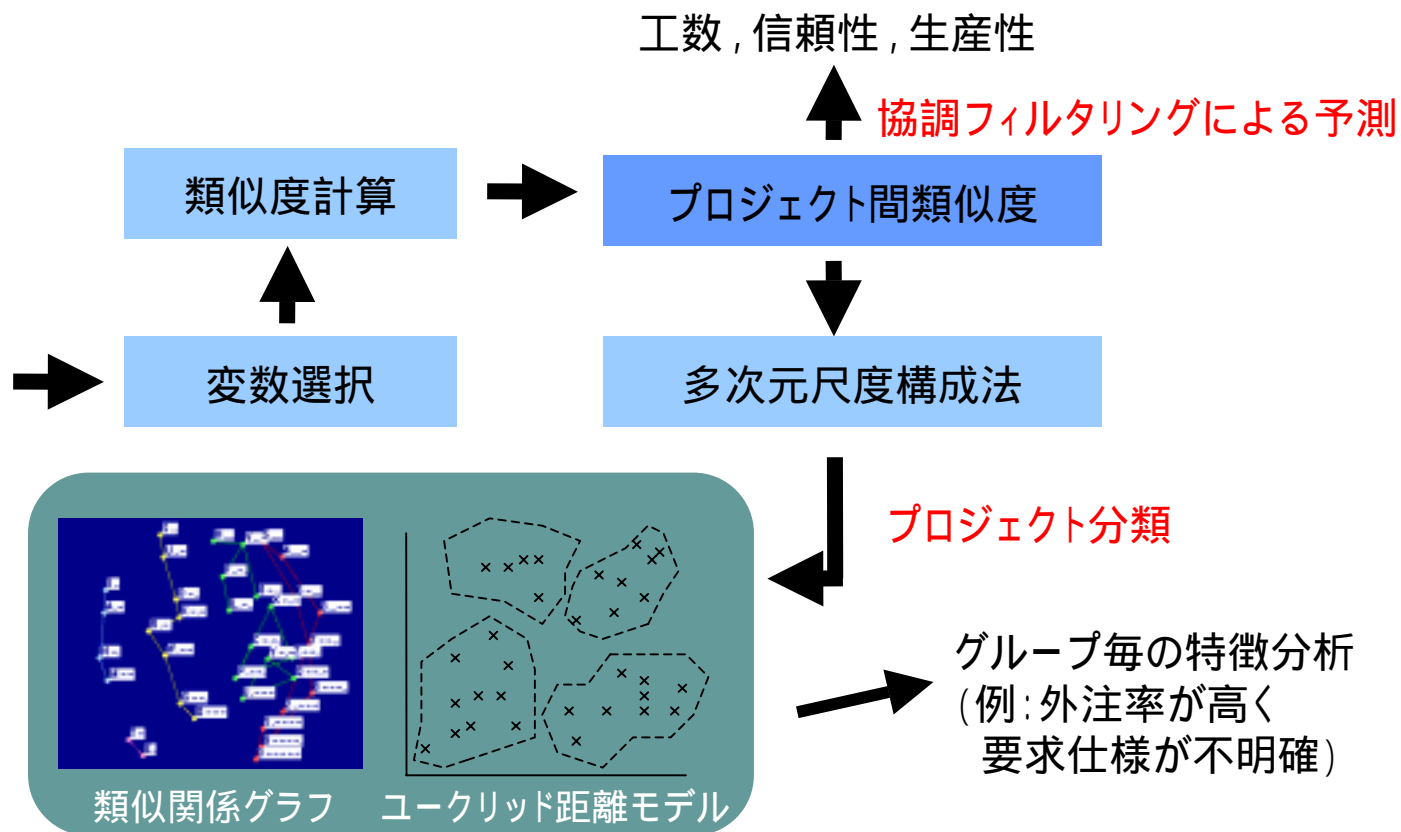 工数,信頼性,生産性
協調フィルタリングによる予測
類似度計算
プロジェクト間類似度
変数選択
多次元尺度構成法
プロジェクト分類
グループ毎の特徴分析
(例:外注率が高く
要求仕様が不明確)
類似関係グラフ
ユークリッド距離モデル